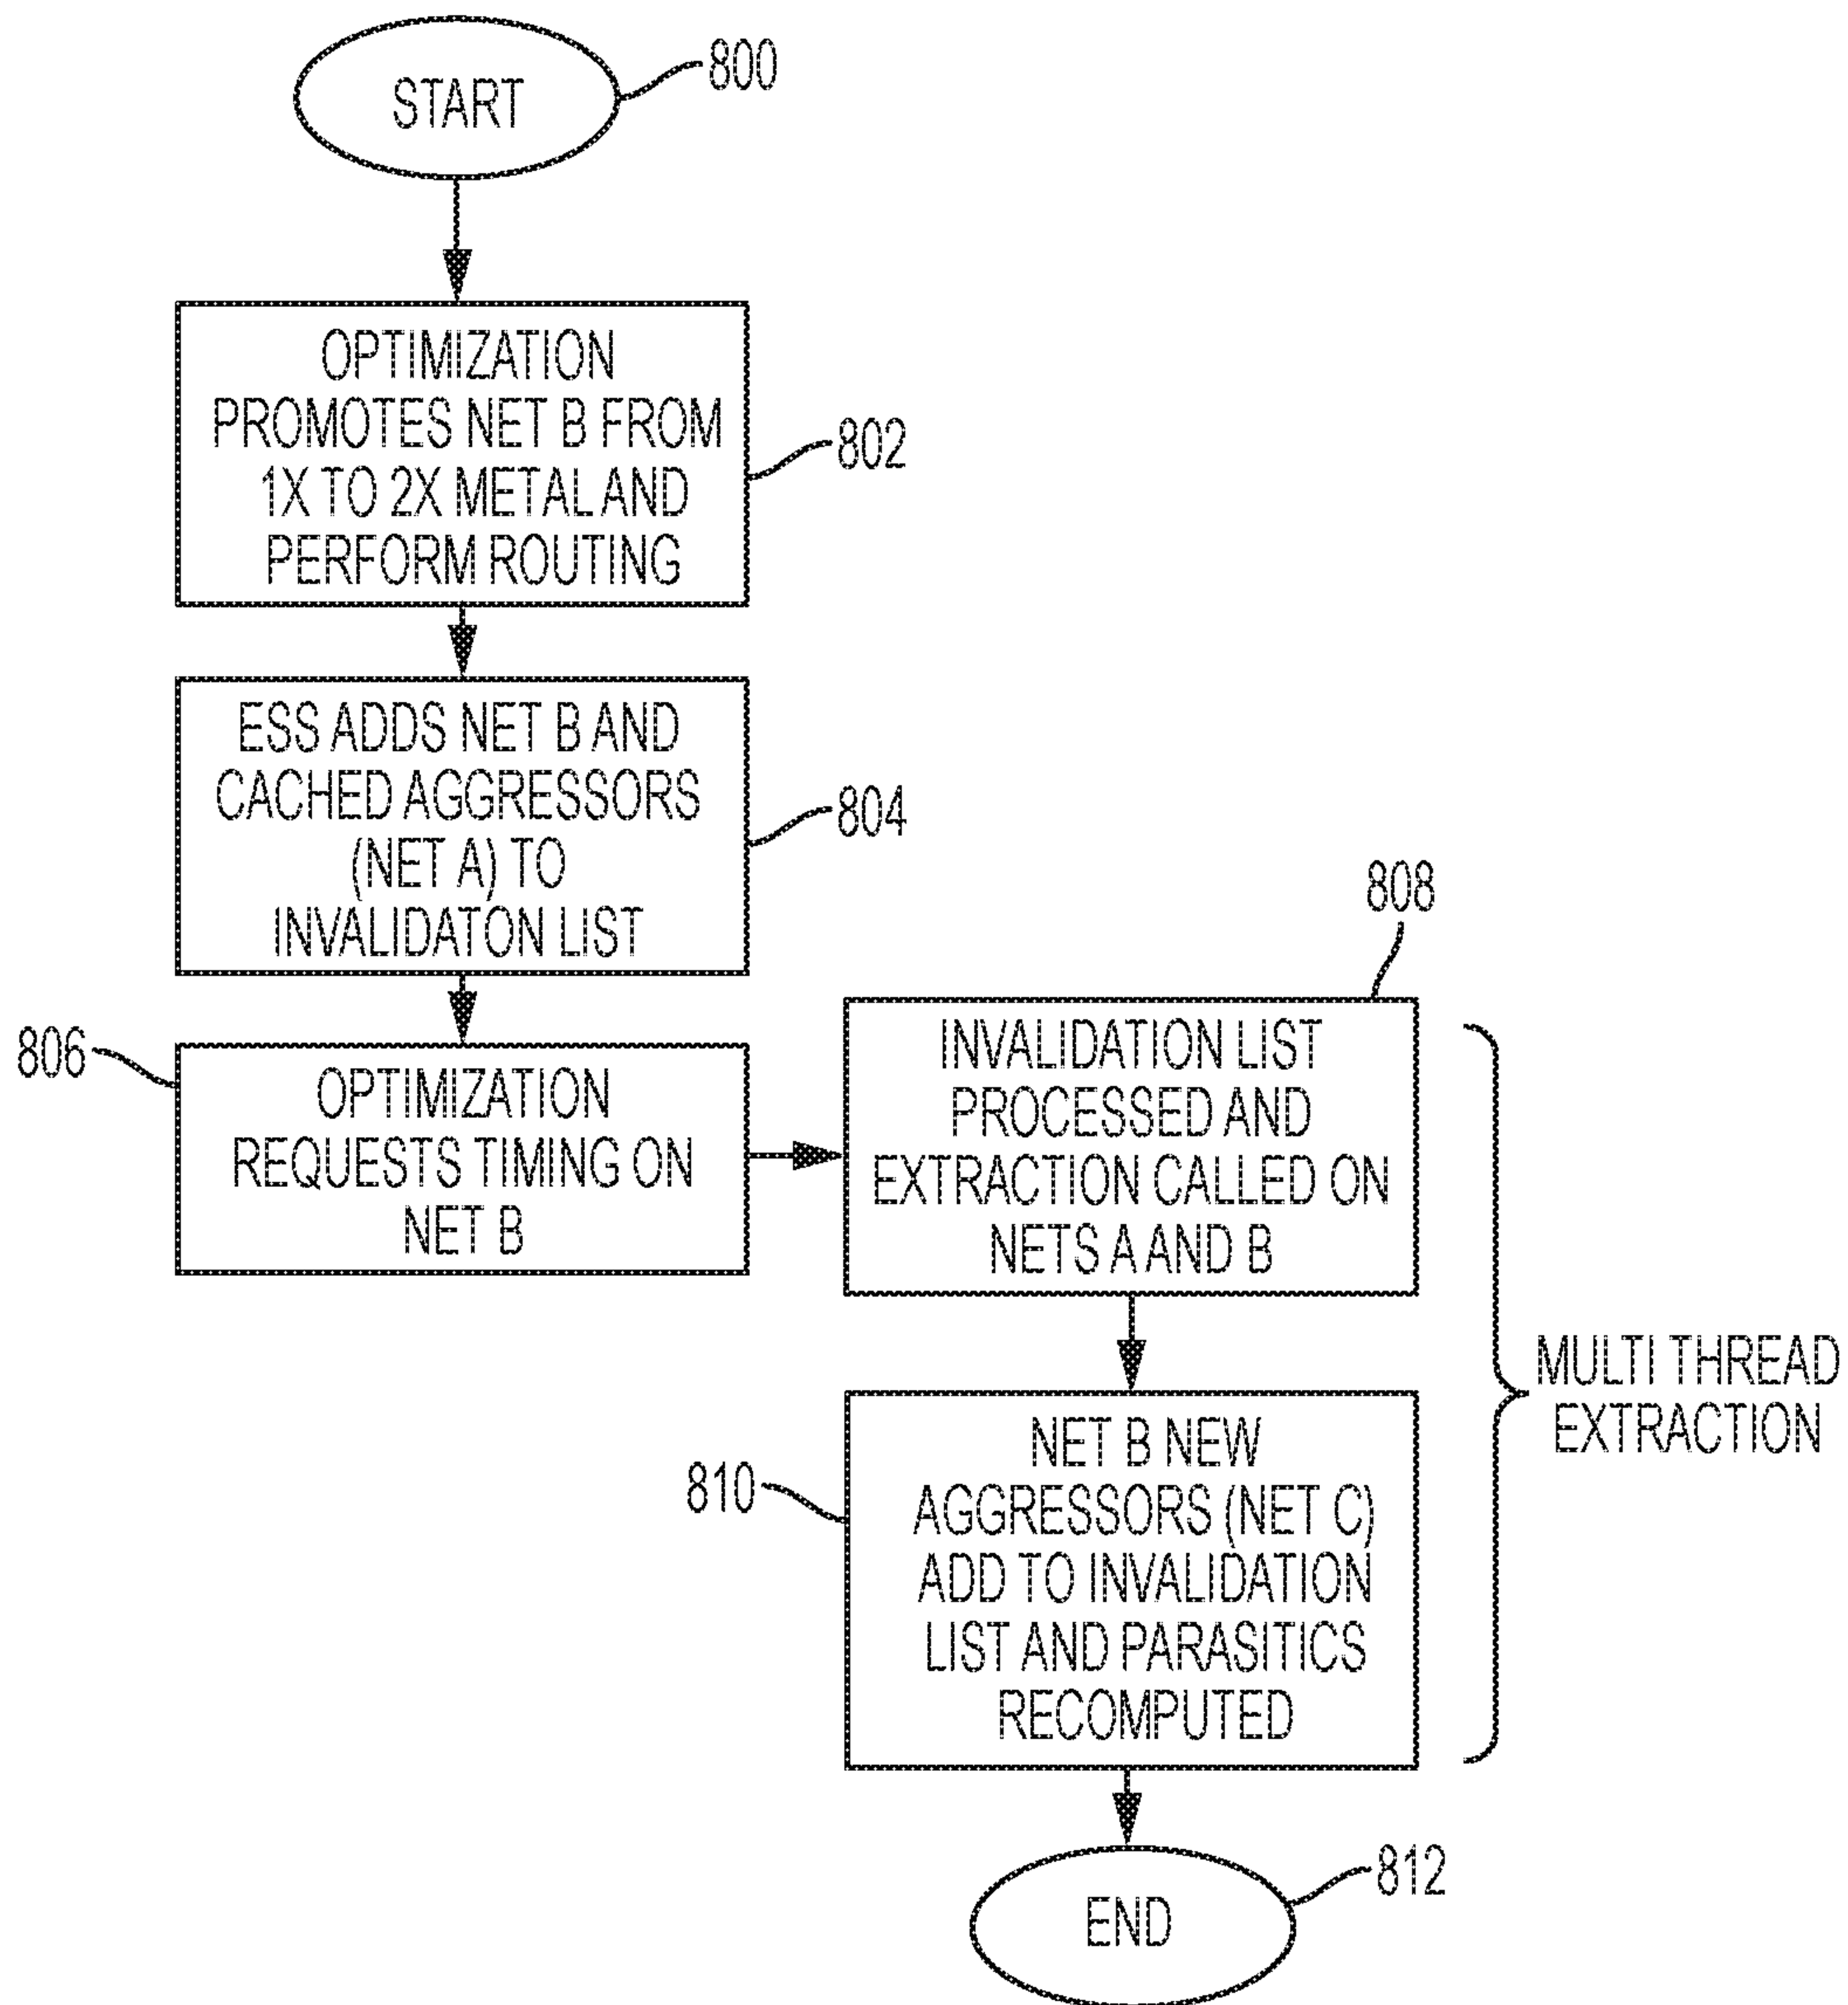 START
800
OPTIMIZATION
PROMOTES NET B FROM
1X TO 2X METAL AND
PERFORM ROUTING
802
ESS ADDS NET B AND
CACHED AGGRESSORS
(NET A) TO
INVALIDATON LIST
804
806
OPTIMIZATION
REQUESTS TIMING ON
NET B
808
INVALIDATION LIST
PROCESSED AND
EXTRACTION CALLED ON
NETS A AND B
MULTI THREAD
EXTRACTION
810
NET B NEW
AGGRESSORS (NET C)
ADD TO INVALIDATION
LIST AND PARASITICS
RECOMPUTED
END
812